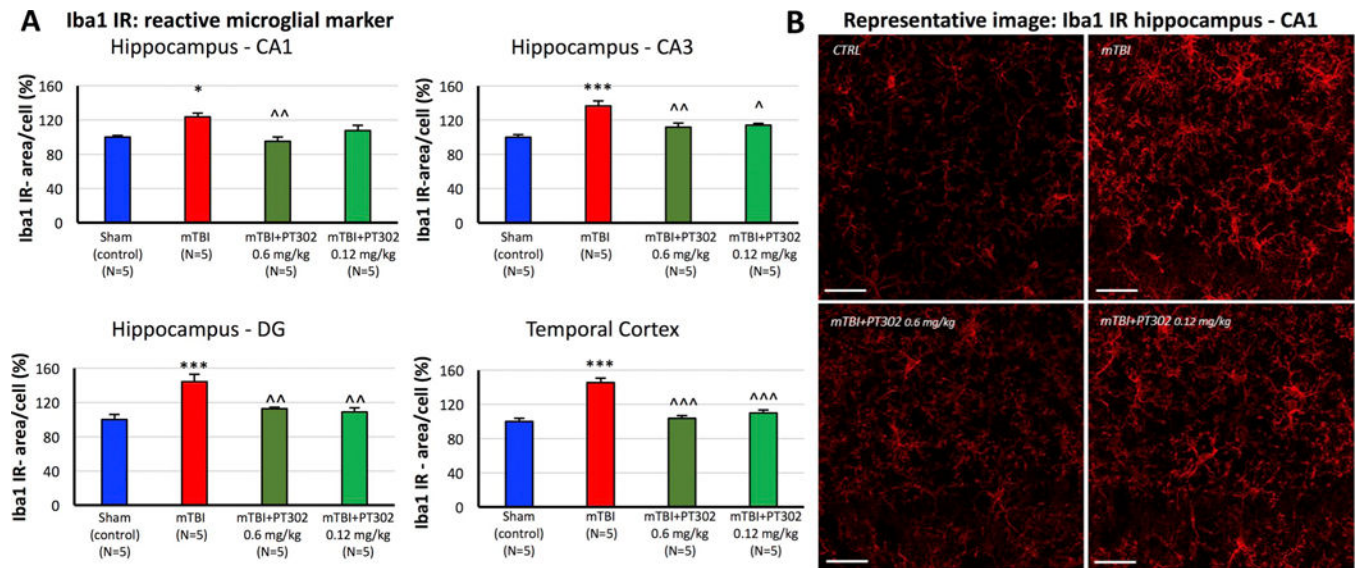 A
Iba1 IR: reactive microglial marker
Hippocampus - CA1
Iba1 IR- area/cell (%)
160
120
80
40
0
*
^^
Sham
(control)
(N=5)
mTBI
(N=5)
mTBI+PT302
0.6 mg/kg
(N=5)
mTBI+PT302
0.12 mg/kg
(N=5)
Hippocampus - CA3
Iba1 IR-area/cell (%)
160
120
80
40
0
***
^^
^
Sham
(control)
(N=5)
mTBI
(N=5)
mTBI+PT302
0.6 mg/kg
(N=5)
mTBI+PT302
0.12 mg/kg
(N=5)
Hippocampus - DG
Iba1 IR- area/cell (%)
160
120
80
40
0
***
^^
^^
Sham
(control)
(N=5)
mTBI
(N=5)
mTBI+PT302
0.6 mg/kg
(N=5)
mTBI+PT302
0.12 mg/kg
(N=5)
Temporal Cortex
Iba1 IR - area/cell (%)
160
120
80
40
0
***
^^^
^^^
Sham
(control)
(N=5)
mTBI
(N=5)
mTBI+PT302
0.6 mg/kg
(N=5)
mTBI+PT302
0.12 mg/kg
(N=5)
B
Representative image: Iba1 IR hippocampus - CA1
CTRL
mTBI
mTBI+PT302 0.6 mg/kg
mTBI+PT302 0.12 mg/kg